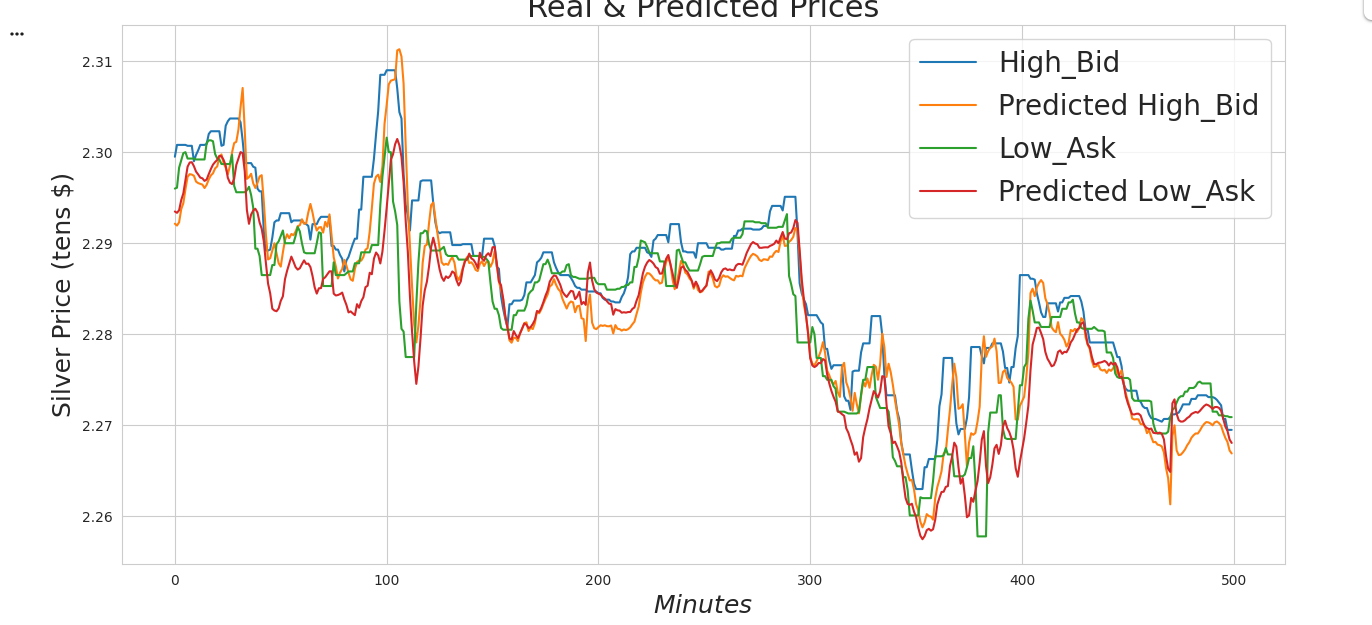 Real & Predicted Prices
...
High_Bid
Predicted High_Bid
Low_Ask
Predicted Low_Ask
Silver Price (tens $)
2.31
2.30
2.29
2.28
2.27
2.26
0 100 200 300 400 500
Minutes